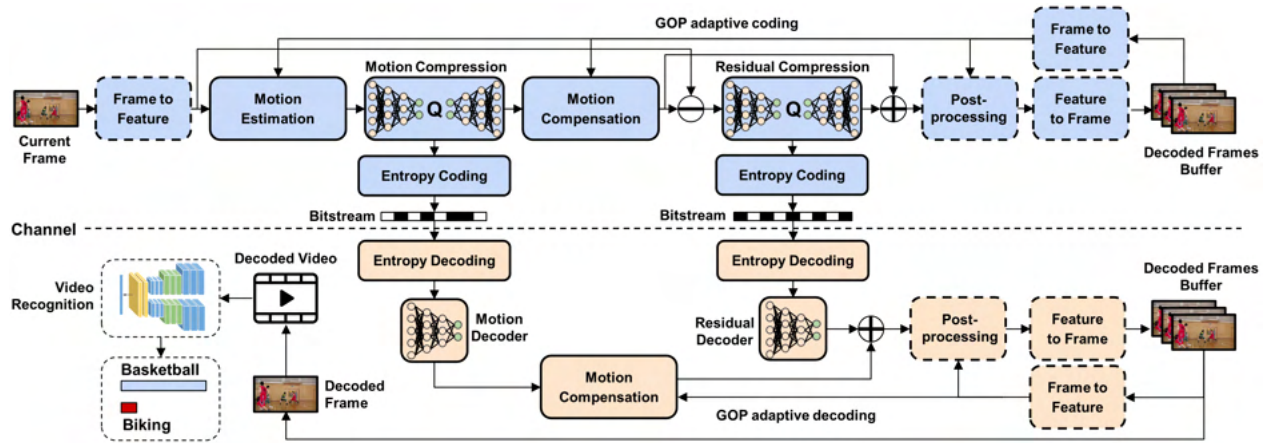 GOP adaptive coding
Frame to
Feature
Motion Compression
Residual Compression
Current
Frame
Frame to
Feature
Motion
Estimation
Q
Motion
Compensation
Q
Post-
processing
Feature
to Frame
Decoded Frames
Buffer
Entropy Coding
Entropy Coding
Bitstream
Bitstream
Channel
Entropy Decoding
Entropy Decoding
Decoded Video
Decoded Frames
Buffer
Video
Recognition
Motion
Decoder
Residual
Decoder
Post-
processing
Feature
to Frame
Basketball
Biking
Decoded
Frame
Motion
Compensation
Frame to
Feature
GOP adaptive decoding